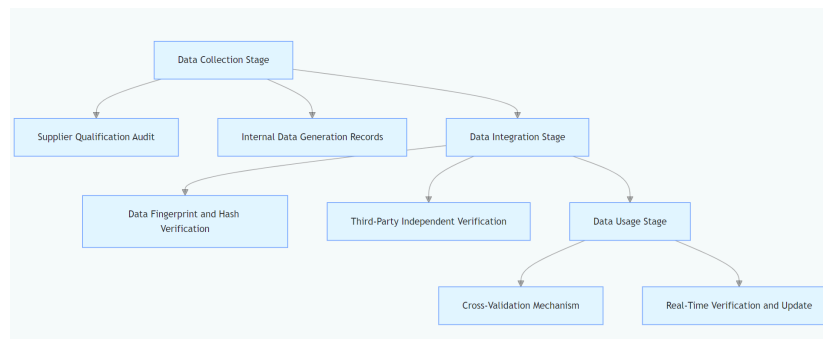 Data Collection Stage
Supplier Qualification Audit
Internal Data Generation Records
Data Integration Stage
Data Fingerprint and Hash
Verification
Third-Party Independent Verification
Data Usage Stage
Cross-Validation Mechanism
Real-Time Verification and Update